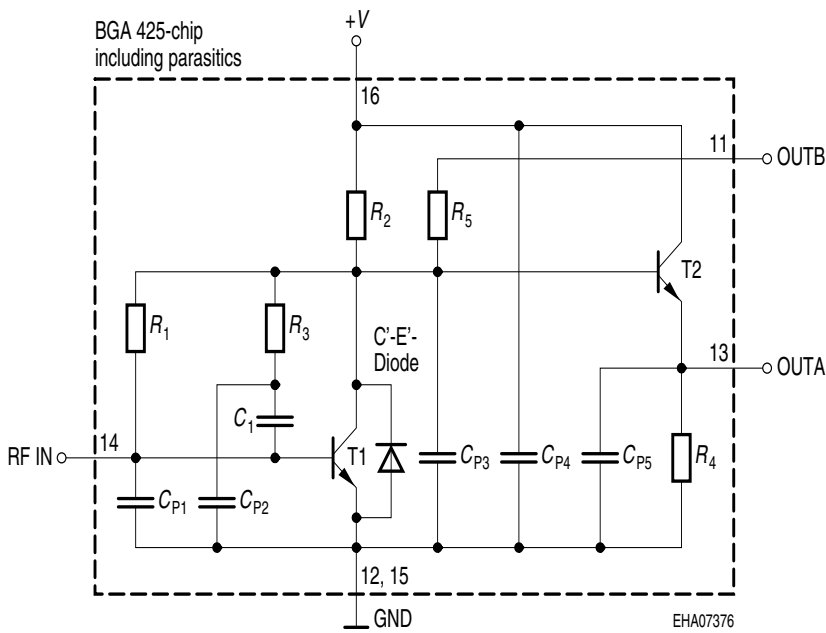 BGA 425-chip
including parasitics
+V
16
11
OUTB
R2
R5
T2
R1
R3
C'-E'-
Diode
13
OUTA
C1
RF IN
14
T1
CP1
CP2
CP3
CP4
CP5
R4
12, 15
GND
EHA07376